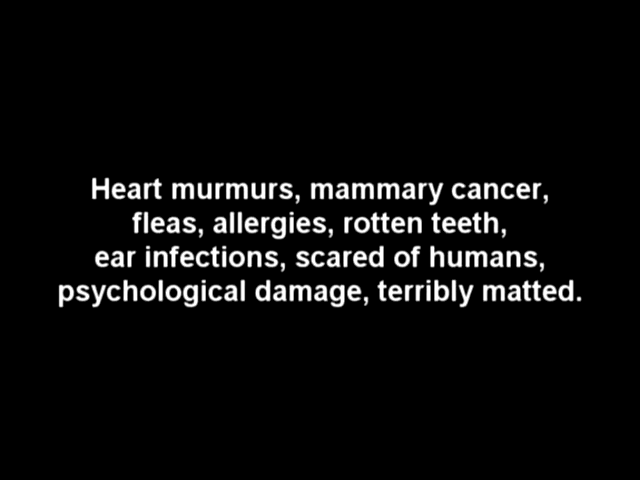 Heart murmurs, mammary cancer,
fleas, allergies, rotten teeth,
ear infections, scared of humans,
psychological damage, terribly matted.